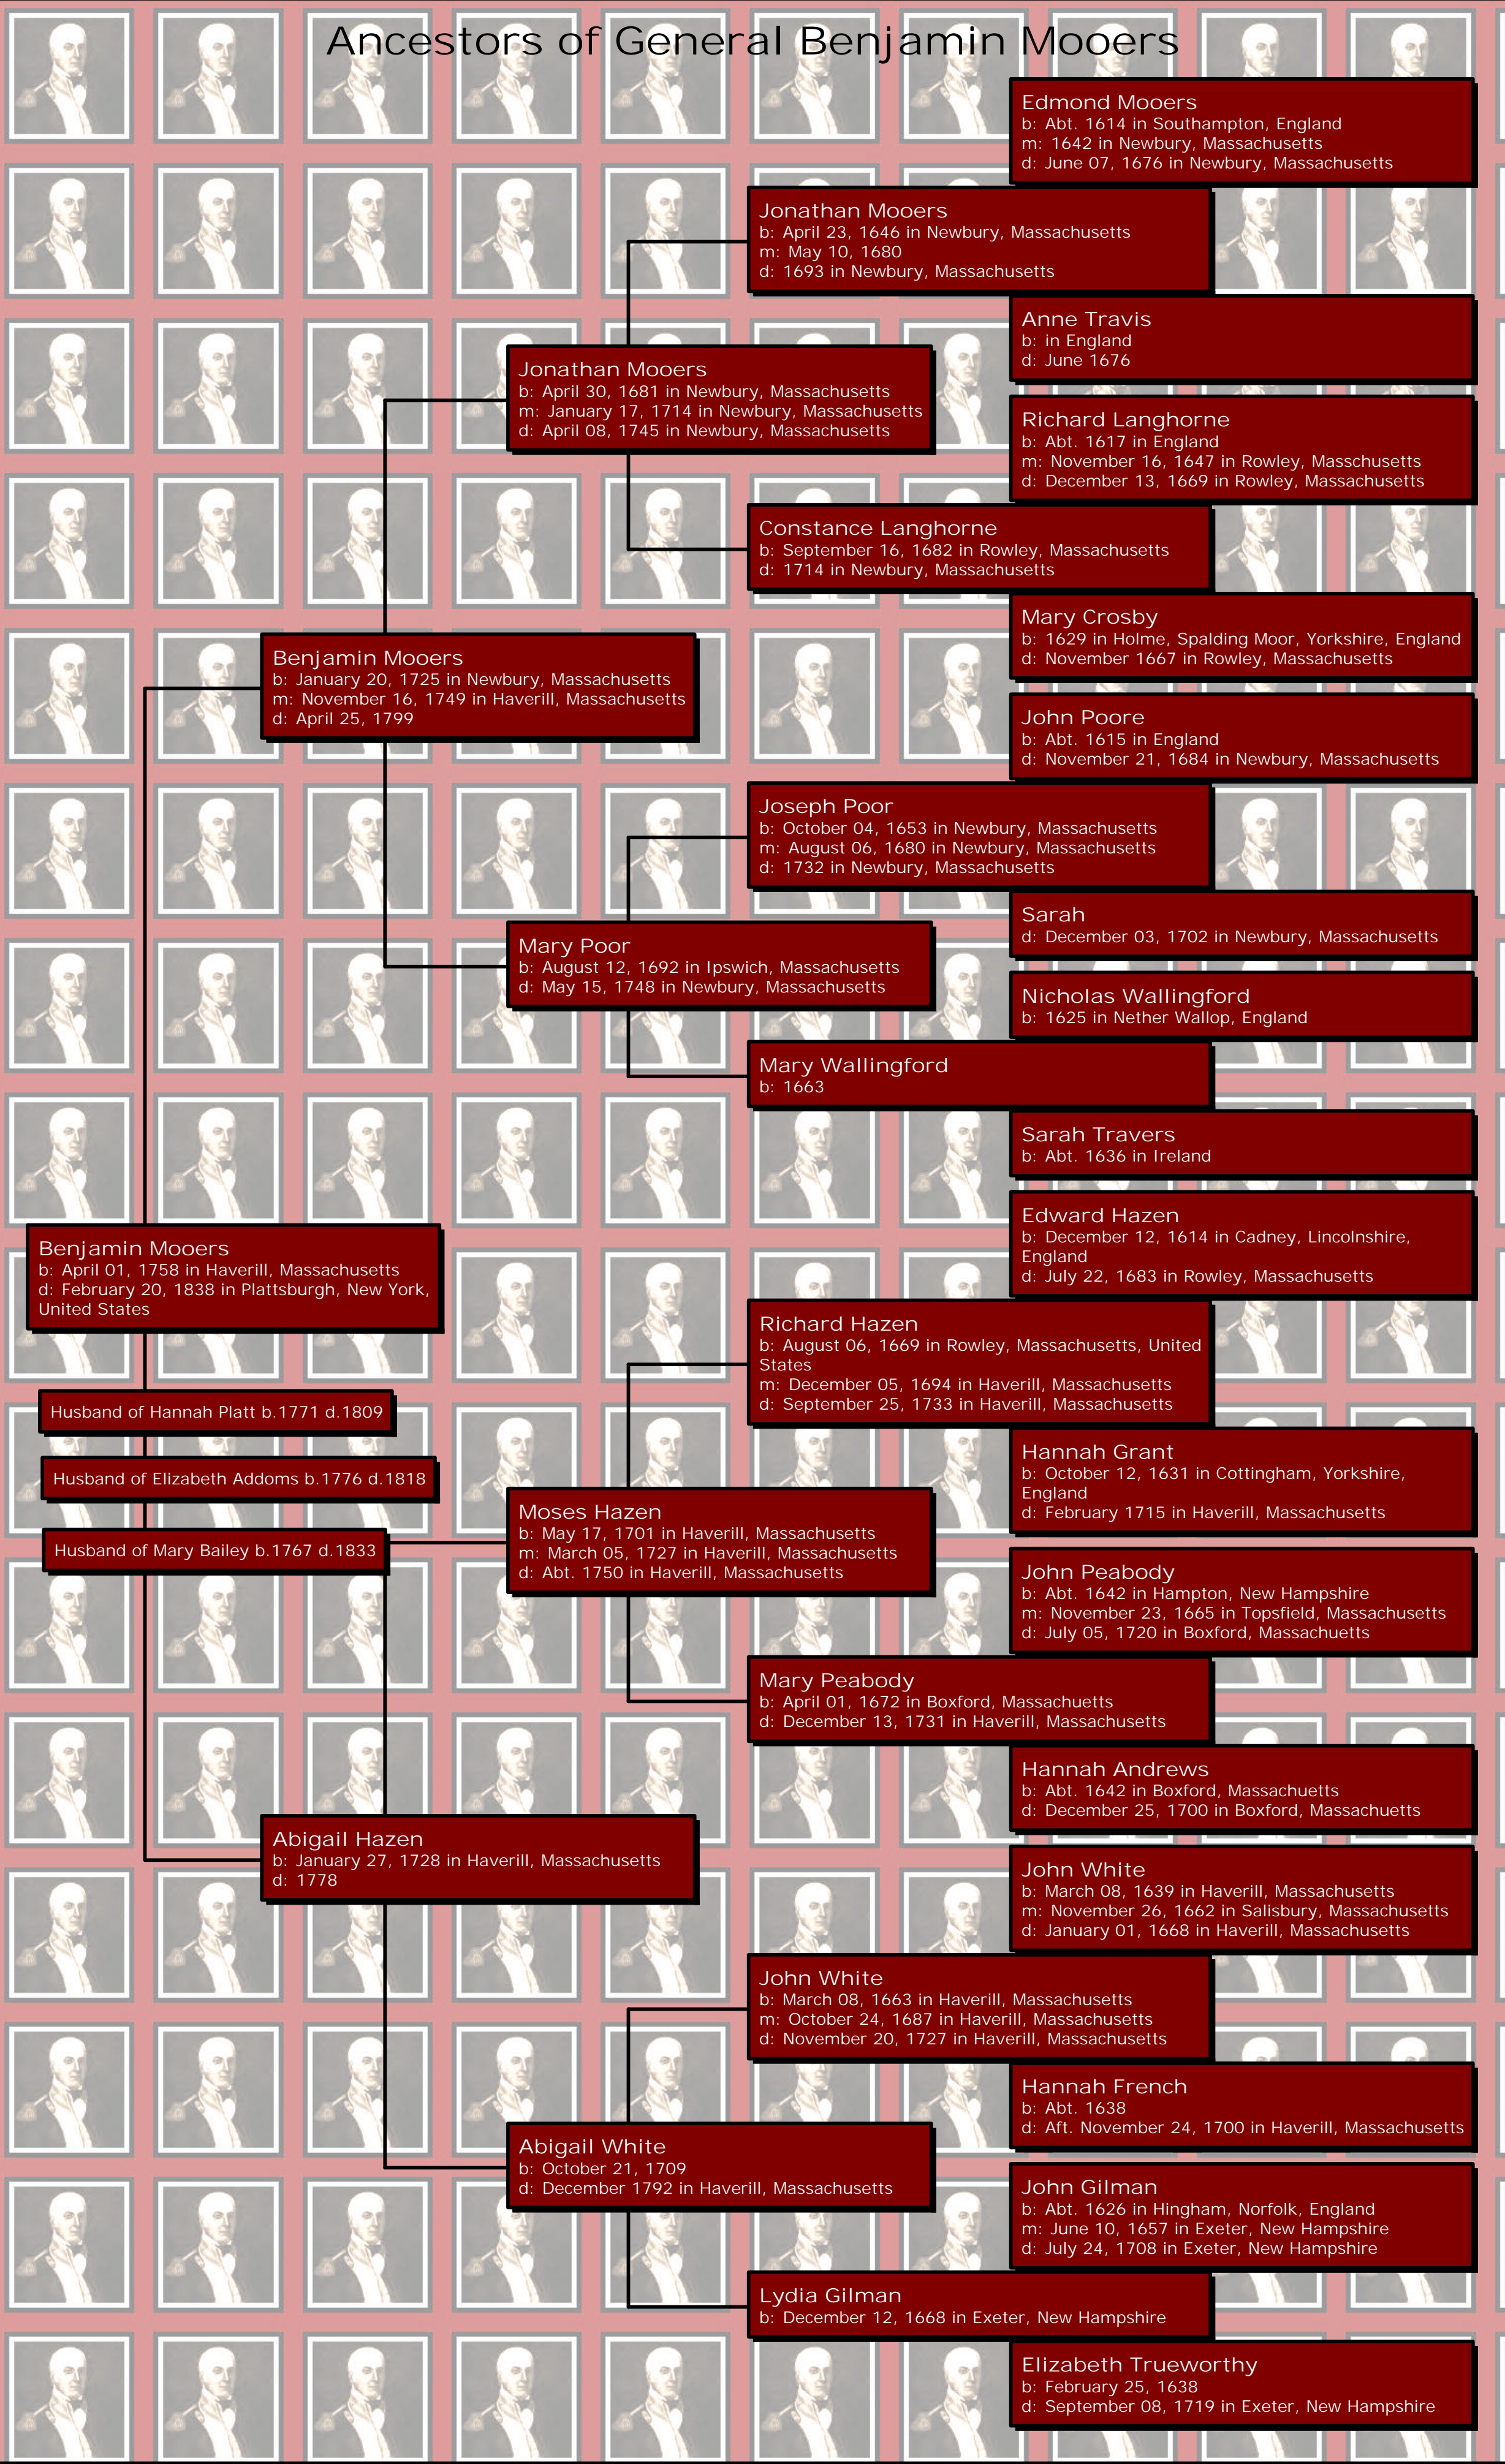 Ancestors of General Benjamin Mooers
Edmond Mooers
b: Abt. 1614 in Southampton, England
m: 1642 in Newbury, Massachusetts
d: June 07, 1676 in Newbury, Massachusetts
Jonathan Mooers
b: April 23, 1646 in Newbury, Massachusetts
m: May 10, 1680
d: 1693 in Newbury, Massachusetts
Anne Travis
b: in England
d: June 1676
Jonathan Mooers
b: April 30, 1681 in Newbury, Massachusetts
m: January 17, 1714 in Newbury, Massachusetts
d: April 08, 1745 in Newbury, Massachusetts
Richard Langhorne
b: Abt. 1617 in England
m: November 16, 1647 in Rowley, Masschusetts
d: December 13, 1669 in Rowley, Massachusetts
Constance Langhorne
b: September 16, 1682 in Rowley, Massachusetts
d: 1714 in Newbury, Massachusetts
Mary Crosby
b: 1629 in Holme, Spalding Moor, Yorkshire, England
d: November 1667 in Rowley, Massachusetts
Benjamin Mooers
b: January 20, 1725 in Newbury, Massachusetts
m: November 16, 1749 in Haverill, Massachusetts
d: April 25, 1799
John Poore
b: Abt. 1615 in England
d: November 21, 1684 in Newbury, Massachusetts
Joseph Poor
b: October 04, 1653 in Newbury, Massachusetts
m: August 06, 1680 in Newbury, Massachusetts
d: 1732 in Newbury, Massachusetts
Sarah
d: December 03, 1702 in Newbury, Massachusetts
Mary Poor
b: August 12, 1692 in Ipswich, Massachusetts
d: May 15, 1748 in Newbury, Massachusetts
Nicholas Wallingford
b: 1625 in Nether Wallop, England
Mary Wallingford
b: 1663
Sarah Travers
b: Abt. 1636 in Ireland
Edward Hazen
b: December 12, 1614 in Cadney, Lincolnshire,
England
d: July 22, 1683 in Rowley, Massachusetts
Benjamin Mooers
b: April 01, 1758 in Haverill, Massachusetts
d: February 20, 1838 in Plattsburgh, New York,
United States
Richard Hazen
b: August 06, 1669 in Rowley, Massachusetts, United
States
m: December 05, 1694 in Haverill, Massachusetts
d: September 25, 1733 in Haverill, Massachusetts
Husband of Hannah Platt b.1771 d.1809
Husband of Elizabeth Addoms b.1776 d.1818
Husband of Mary Bailey b.1767 d.1833
Hannah Grant
b: October 12, 1631 in Cottingham, Yorkshire,
England
d: February 1715 in Haverill, Massachusetts
Moses Hazen
b: May 17, 1701 in Haverill, Massachusetts
m: March 05, 1727 in Haverill, Massachusetts
d: Abt. 1750 in Haverill, Massachusetts
John Peabody
b: Abt. 1642 in Hampton, New Hampshire
m: November 23, 1665 in Topsfield, Massachusetts
d: July 05, 1720 in Boxford, Massachuetts
Mary Peabody
b: April 01, 1672 in Boxford, Massachuetts
d: December 13, 1731 in Haverill, Massachusetts
Hannah Andrews
b: Abt. 1642 in Boxford, Massachuetts
d: December 25, 1700 in Boxford, Massachuetts
Abigail Hazen
b: January 27, 1728 in Haverill, Massachusetts
d: 1778
John White
b: March 08, 1639 in Haverill, Massachusetts
m: November 26, 1662 in Salisbury, Massachusetts
d: January 01, 1668 in Haverill, Massachusetts
John White
b: March 08, 1663 in Haverill, Massachusetts
m: October 24, 1687 in Haverill, Massachusetts
d: November 20, 1727 in Haverill, Massachusetts
Hannah French
b: Abt. 1638
d: Aft. November 24, 1700 in Haverill, Massachusetts
Abigail White
b: October 21, 1709
d: December 1792 in Haverill, Massachusetts
John Gilman
b: Abt. 1626 in Hingham, Norfolk, England
m: June 10, 1657 in Exeter, New Hampshire
d: July 24, 1708 in Exeter, New Hampshire
Lydia Gilman
b: December 12, 1668 in Exeter, New Hampshire
Elizabeth Trueworthy
b: February 25, 1638
d: September 08, 1719 in Exeter, New Hampshire